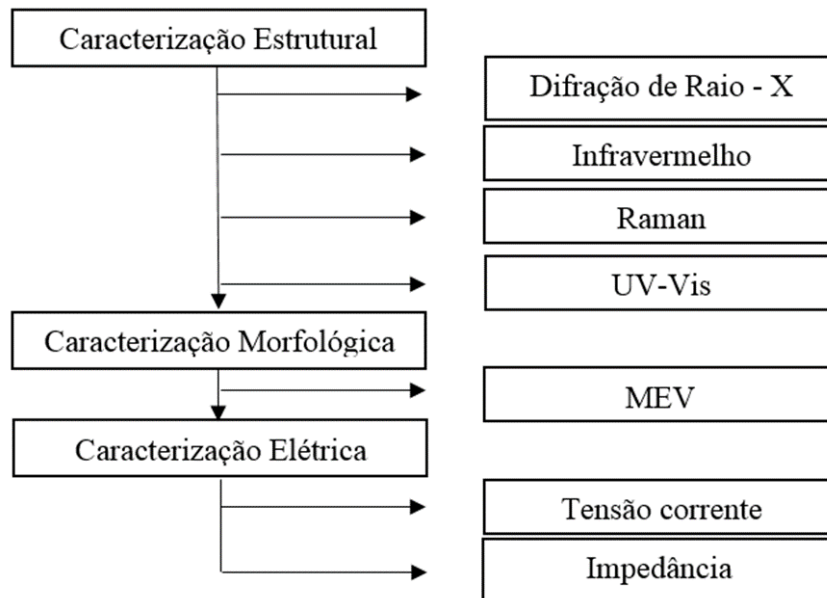 Caracterização Estrutural
Difração de Raio - X
Infravermelho
Raman
UV-Vis
Caracterização Morfológica
MEV
Caracterização Elétrica
Tensão corrente
Impedância